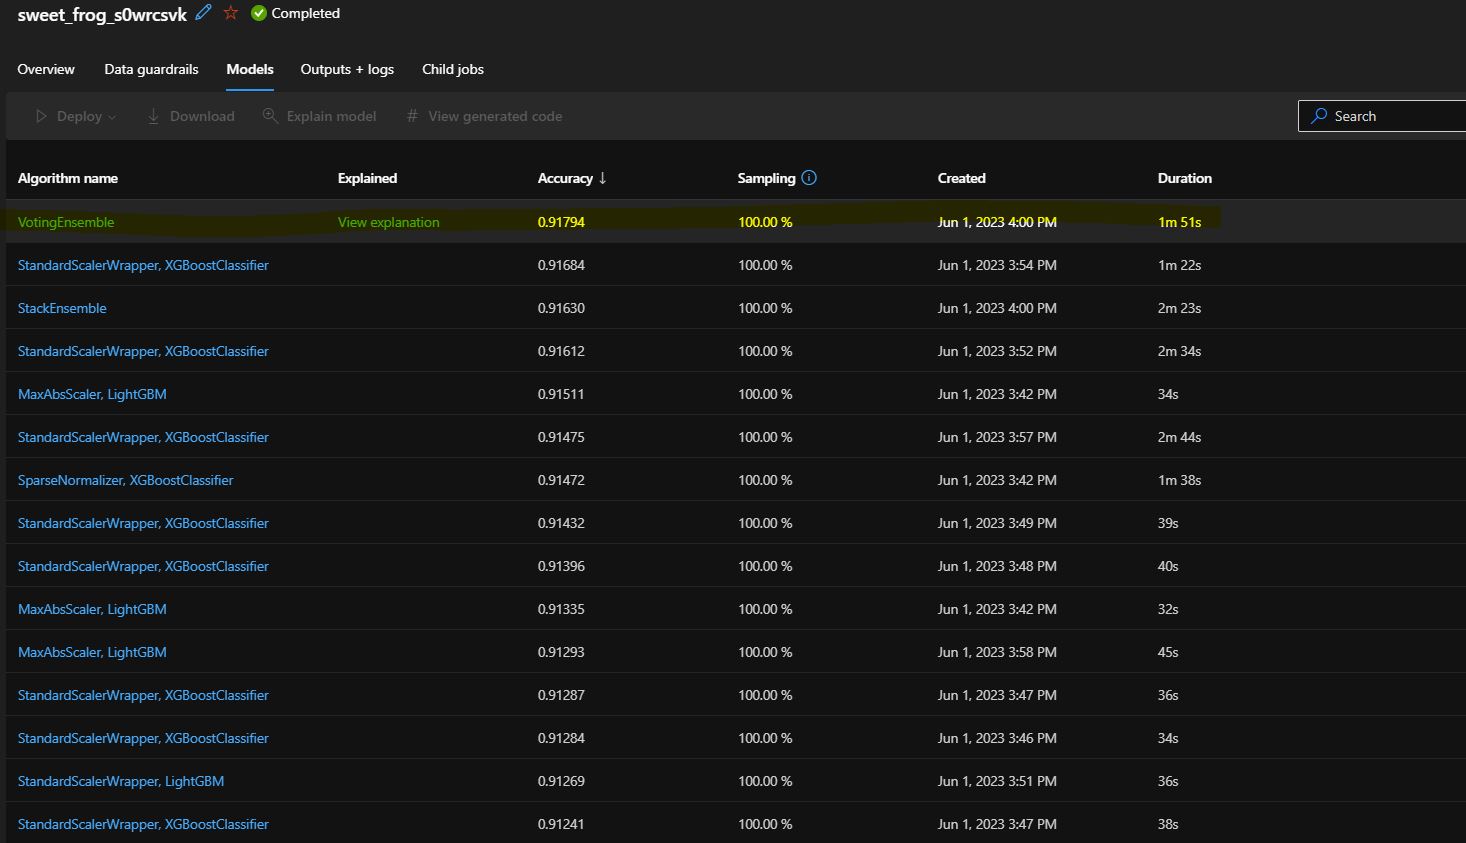 sweet_frog_s0wrcsvk Completed
Overview Data guardrails Models Outputs + logs Child jobs
Deploy Download Explain model # View generated code Search
Algorithm name Explained Accuracy ↓ Sampling Created Duration
VotingEnsemble View explanation 0.91794 100.00 % Jun 1, 2023 4:00 PM 1m 51s
StandardScalerWrapper, XGBoostClassifier 0.91684 100.00 % Jun 1, 2023 3:54 PM 1m 22s
StackEnsemble 0.91630 100.00 % Jun 1, 2023 4:00 PM 2m 23s
StandardScalerWrapper, XGBoostClassifier 0.91612 100.00 % Jun 1, 2023 3:52 PM 2m 34s
MaxAbsScaler, LightGBM 0.91511 100.00 % Jun 1, 2023 3:42 PM 34s
StandardScalerWrapper, XGBoostClassifier 0.91475 100.00 % Jun 1, 2023 3:57 PM 2m 44s
SparseNormalizer, XGBoostClassifier 0.91472 100.00 % Jun 1, 2023 3:42 PM 1m 38s
StandardScalerWrapper, XGBoostClassifier 0.91432 100.00 % Jun 1, 2023 3:49 PM 39s
StandardScalerWrapper, XGBoostClassifier 0.91396 100.00 % Jun 1, 2023 3:48 PM 40s
MaxAbsScaler, LightGBM 0.91335 100.00 % Jun 1, 2023 3:42 PM 32s
MaxAbsScaler, LightGBM 0.91293 100.00 % Jun 1, 2023 3:58 PM 45s
StandardScalerWrapper, XGBoostClassifier 0.91287 100.00 % Jun 1, 2023 3:47 PM 36s
StandardScalerWrapper, XGBoostClassifier 0.91284 100.00 % Jun 1, 2023 3:46 PM 34s
StandardScalerWrapper, LightGBM 0.91269 100.00 % Jun 1, 2023 3:51 PM 36s
StandardScalerWrapper, XGBoostClassifier 0.91241 100.00 % Jun 1, 2023 3:47 PM 38s